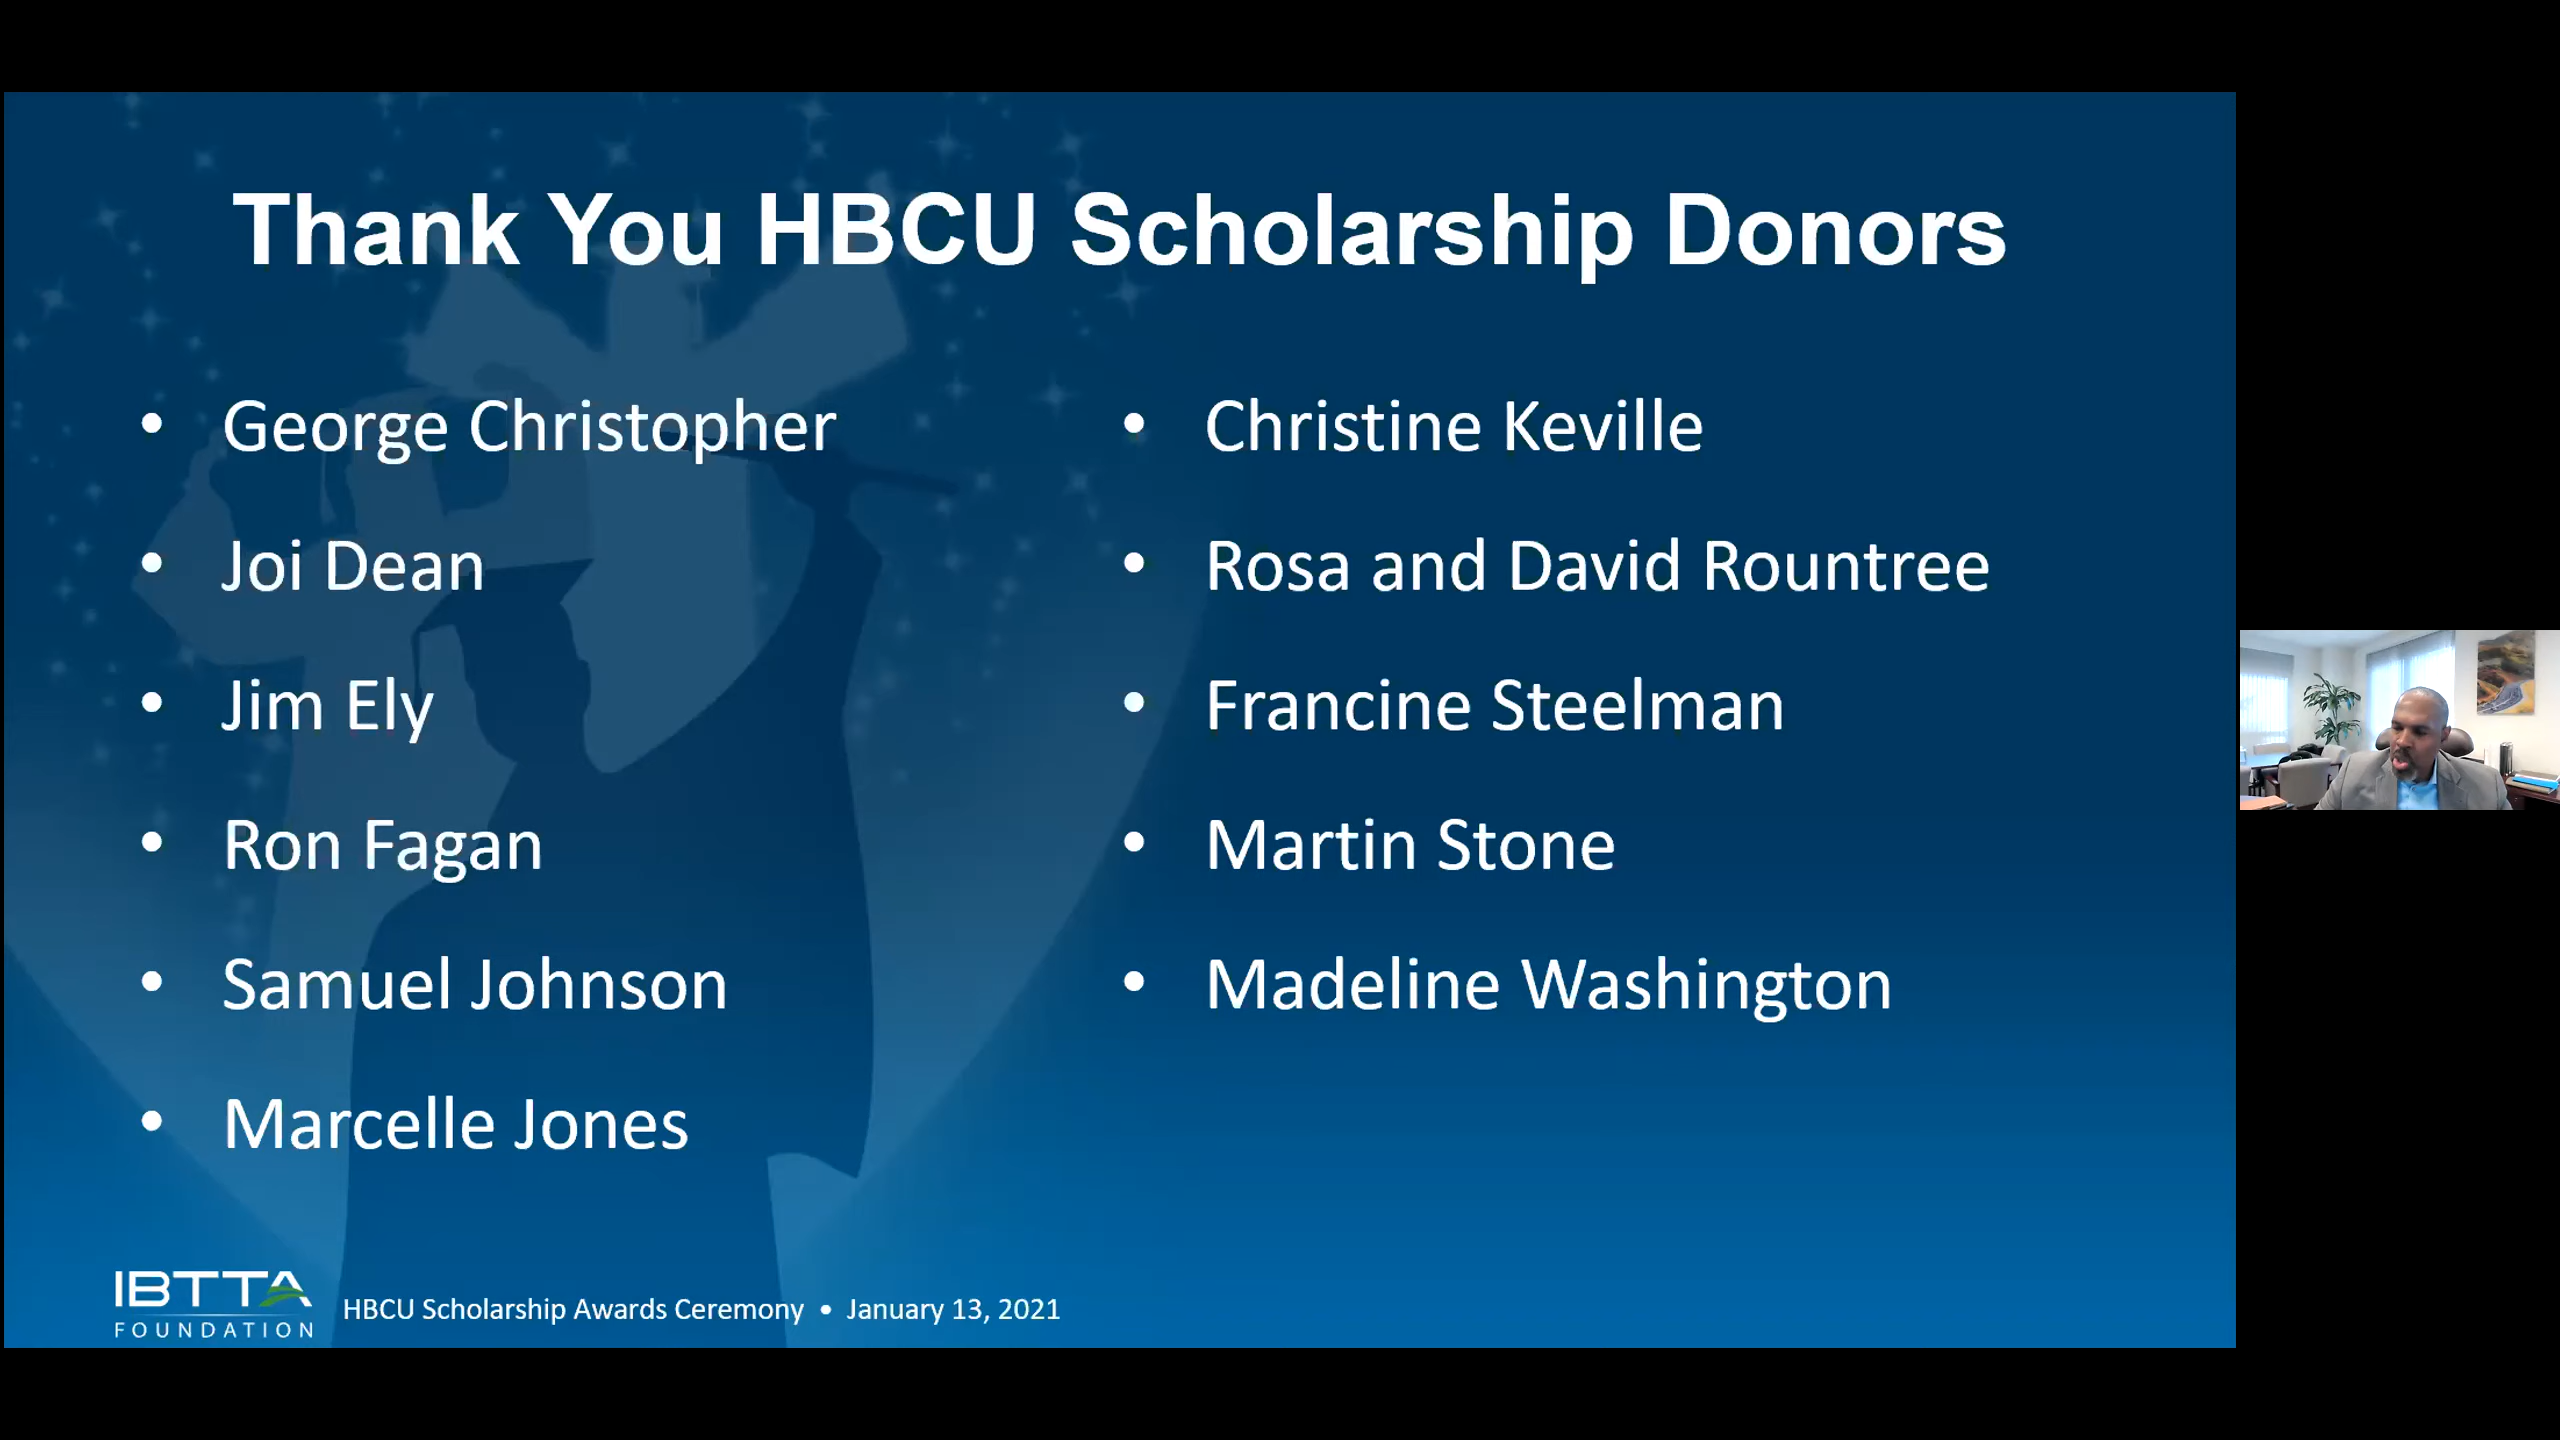 Thank You HBCU Scholarship Donors
• George Christopher
• Joi Dean
• Jim Ely
• Ron Fagan
• Samuel Johnson
• Marcelle Jones
• Christine Keville
• Rosa and David Rountree
• Francine Steelman
• Martin Stone
• Madeline Washington
IBTTA
FOUNDATION
HBCU Scholarship Awards Ceremony • January 13, 2021